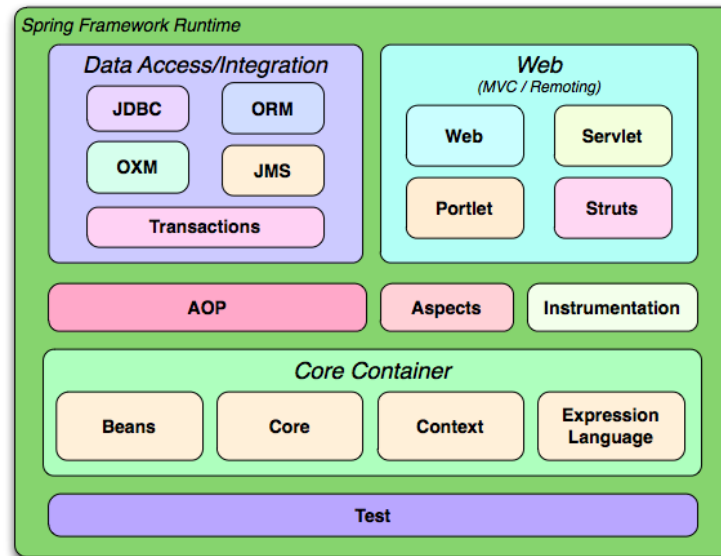 Spring Framework Runtime
Data Access/Integration
JDBC
ORM
OXM
JMS
Transactions
Web
(MVC / Remoting)
Web
Servlet
Portlet
Struts
AOP
Aspects
Instrumentation
Core Container
Beans
Core
Context
Expression
Language
Test